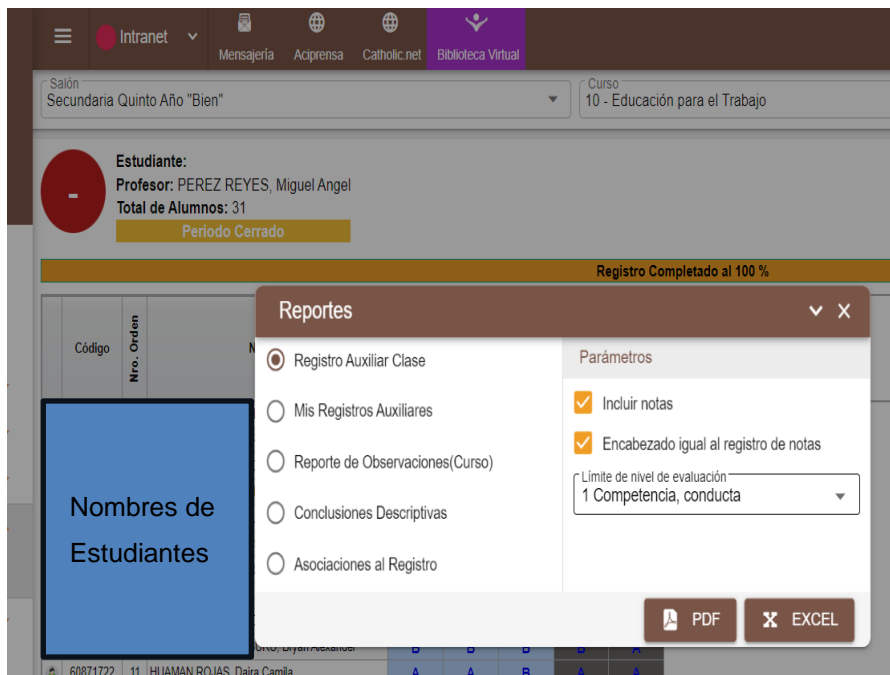 Intranet
Mensajería Aciprensa Catholic.net Biblioteca Virtual
Salón
Secundaria Quinto Año "Bien"
Curso
10 - Educación para el Trabajo
-
Estudiante:
Profesor: PEREZ REYES, Miguel Angel
Total de Alumnos: 31
Periodo Cerrado
Registro Completado al 100 %
Código
Nro. Orden
N
Reportes
Registro Auxiliar Clase
Mis Registros Auxiliares
Reporte de Observaciones(Curso)
Conclusiones Descriptivas
Asociaciones al Registro
Parámetros
Incluir notas
Encabezado igual al registro de notas
Límite de nivel de evaluación
1 Competencia, conducta
PDF
EXCEL
Nombres de
Estudiantes
Bryan Alexander B B B B A
60871722 11 HUAMAN ROJAS, Daira Camila A A B A A